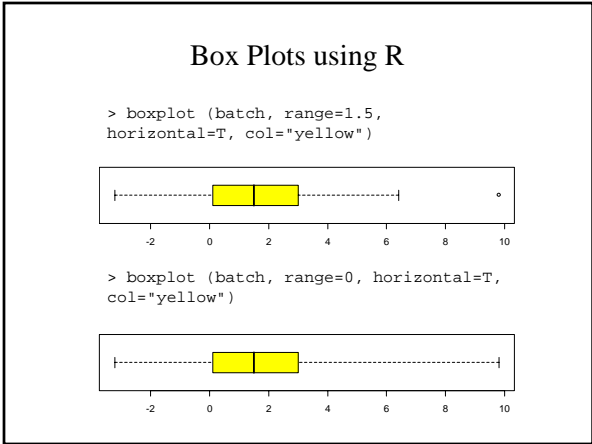 Box Plots using R
> boxplot (batch, range=1.5,
horizontal=T, col="yellow")
-2 0 2 4 6 8 10
> boxplot (batch, range=0, horizontal=T,
col="yellow")
-2 0 2 4 6 8 10